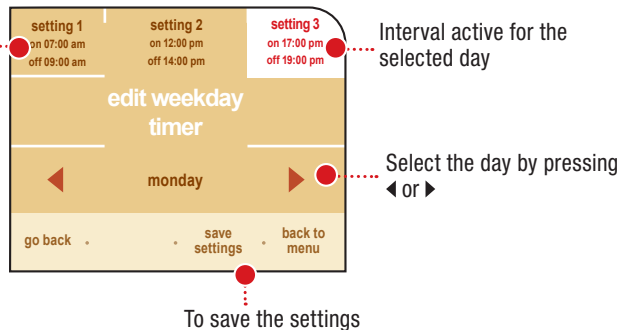 setting 1
on 07:00 am
off 09:00 am
setting 2
on 12:00 pm
off 14:00 pm
setting 3
on 17:00 pm
off 19:00 pm
Interval active for the
selected day
edit weekday
timer
monday
Select the day by pressing
◀ or ▶
go back
save
settings
back to
menu
To save the settings